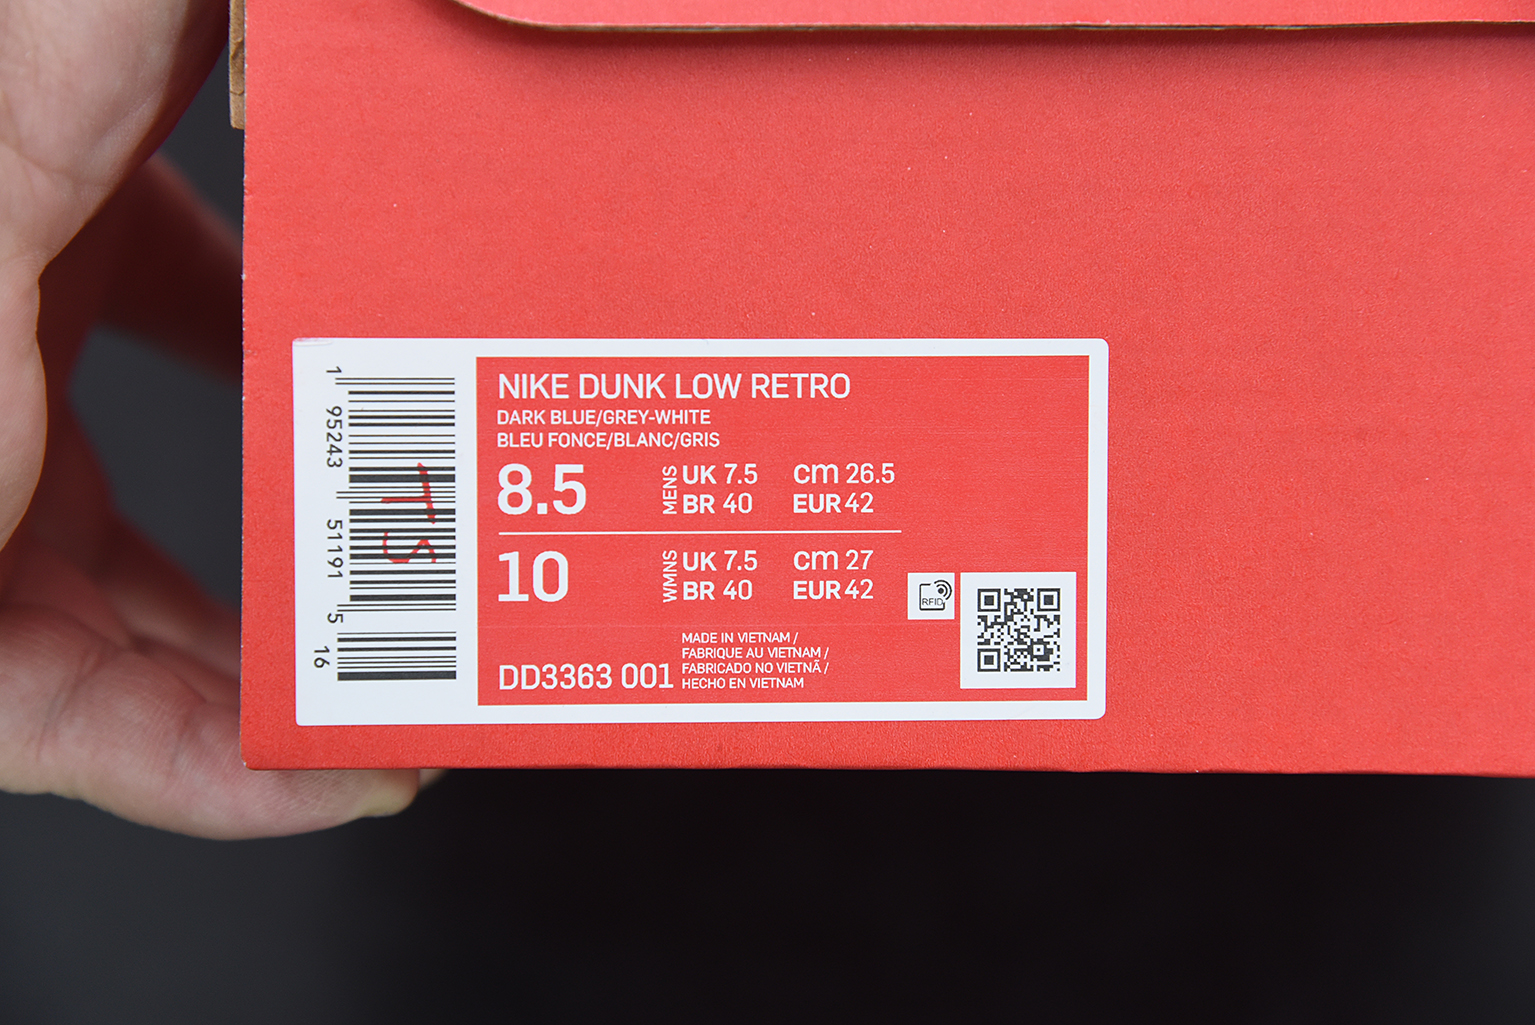 NIKE DUNK LOW RETRO
DARK BLUE/GREY-WHITE
BLEU FONCE/BLANC/GRIS
8.5 MENS UK 7.5 cm 26.5
BR 40 EUR 42
10 WMNS UK 7.5 cm 27
BR 40 EUR 42
DD3363 001
MADE IN VIETNAM /
FABRIQUE AU VIETNAM /
FABRICADO NO VIETNÃ /
HECHO EN VIETNAM
RFID
1 95243 51191 5
16
TS